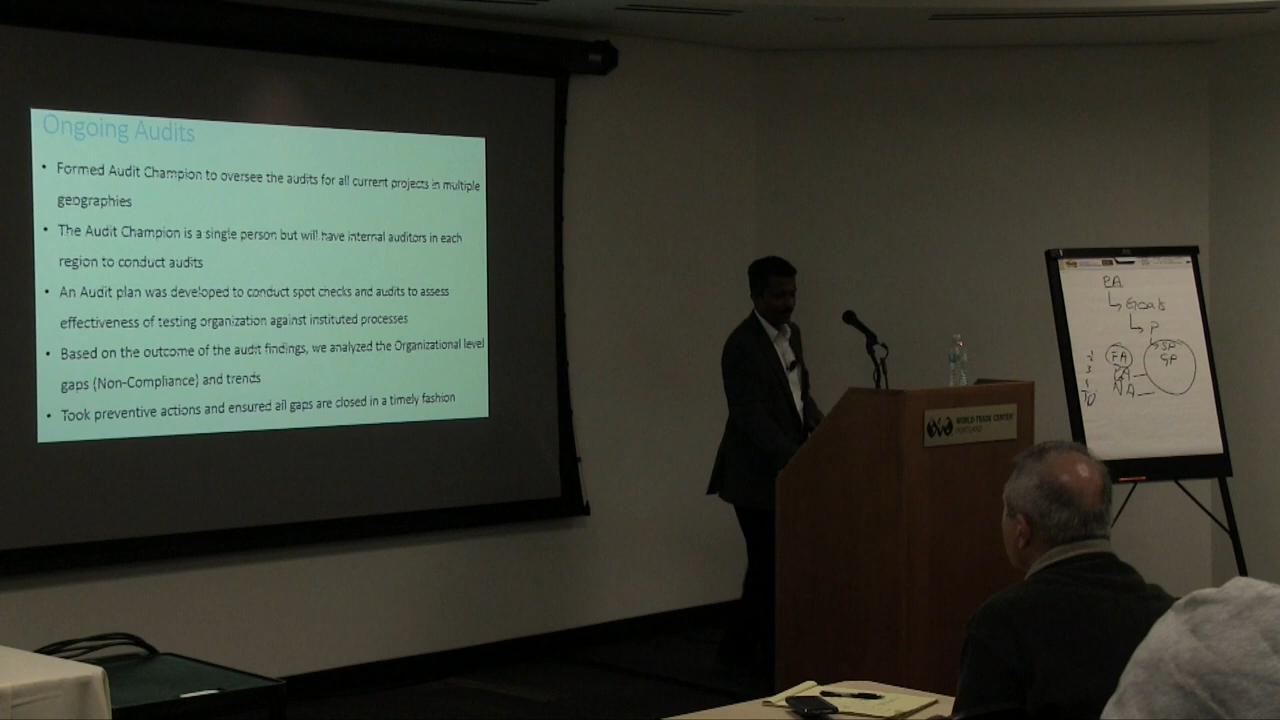 Ongoing Audits
• Formed Audit Champion to oversee the audits for all current projects in multiple
geographies
• The Audit Champion is a single person but will have internal auditors in each
region to conduct audits
• An Audit plan was developed to conduct spot checks and audits to assess
effectiveness of testing organization against instituted processes
• Based on the outcome of the audit findings, we analyzed the Organizational level
gaps (Non-Compliance) and trends
• Took preventive actions and ensured all gaps are closed in a timely fashion
WORLD TRADE CENTER
PORTLAND
PA
Goals
P
SP
GP
FA
NA